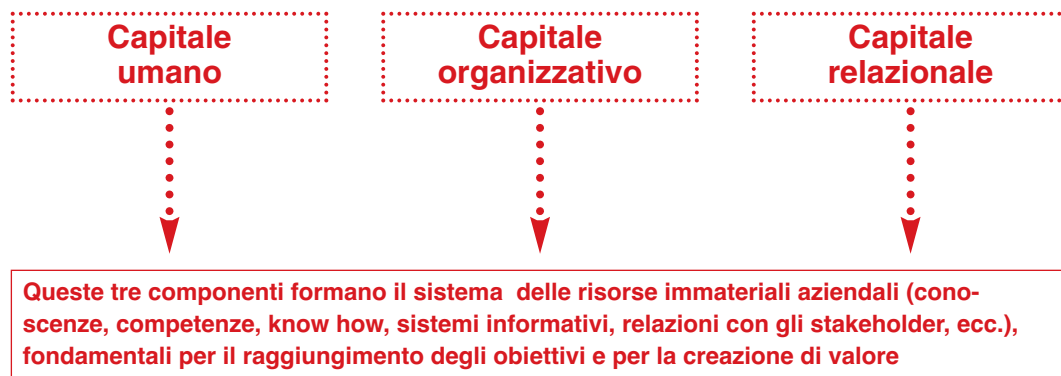 Capitale
umano
Capitale
organizzativo
Capitale
relazionale
Queste tre componenti formano il sistema delle risorse immateriali aziendali (cono-
scenze, competenze, know how, sistemi informativi, relazioni con gli stakeholder, ecc.),
fondamentali per il raggiungimento degli obiettivi e per la creazione di valore